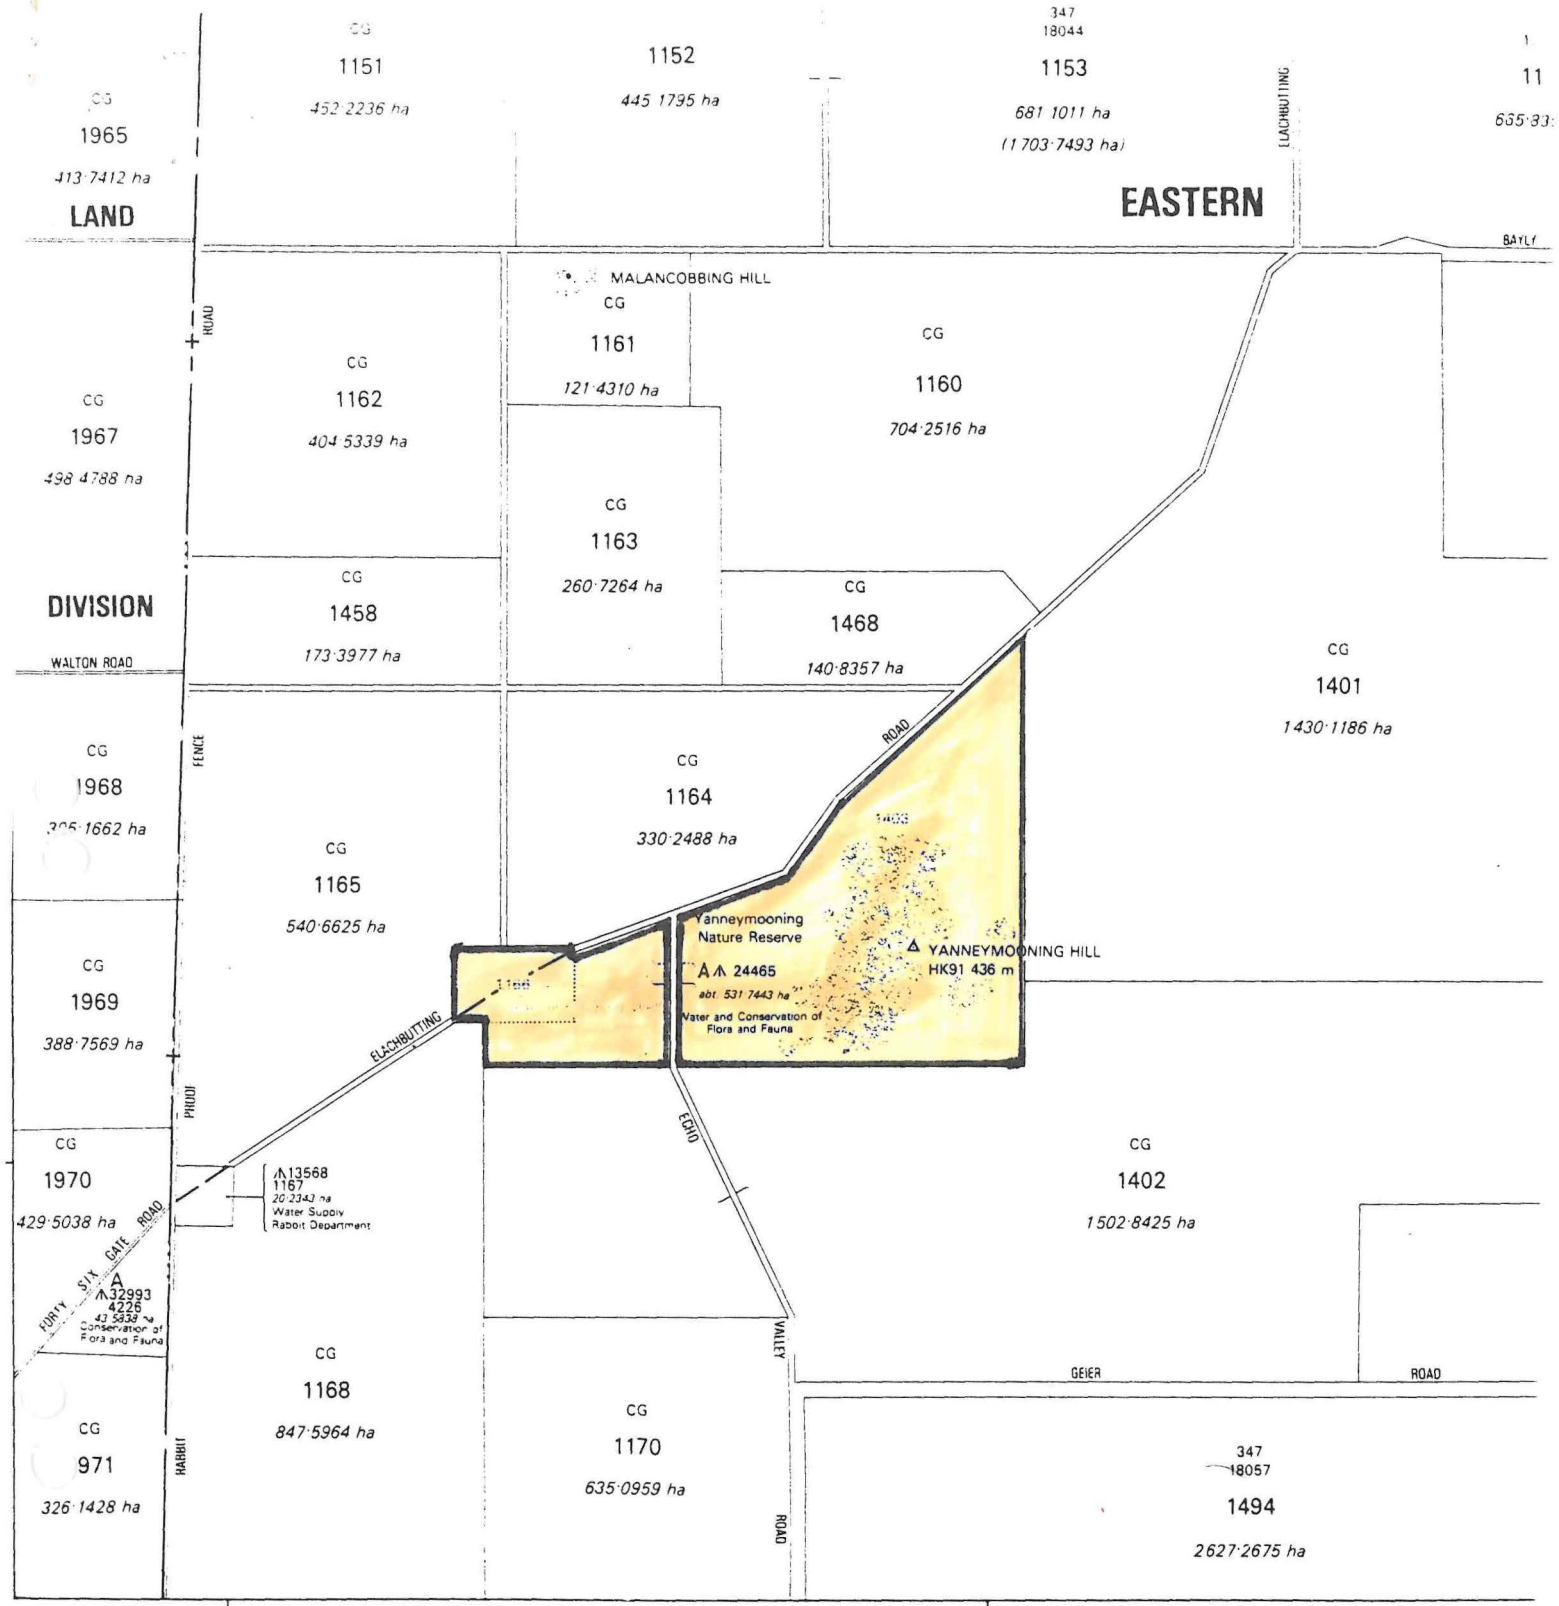 CG
1151
452·2236 ha
1152
445 1795 ha
347
18044
1153
681 1011 ha
(1703·7493 ha)
ELACHBUTTING
1
11
CG
1965
413·7412 ha
LAND
EASTERN
BAYLY
ROAD
MALANCOBBING HILL
CG
1161
121·4310 ha
CG
1160
704·2516 ha
CG
1162
404 5339 ha
CG
1967
498 4788 ha
CG
1163
260·7264 ha
DIVISION
CG
1458
173·3977 ha
CG
1468
140·8357 ha
WALTON ROAD
CG
1401
1430·1186 ha
FENCE
ROAD
CG
1968
1662 ha
CG
1164
330·2488 ha
CG
1165
540·6625 ha
Yanneymooning
Nature Reserve
YANNEYMOONING HILL
HK91 436 m
A 24465
abt 531 7443 ha
Water and Conservation of
Flora and Fauna
1166
CG
1969
388·7569 ha
ELACHBUTTING
PROOF
ECHO
CG
1970
429·5038 ha
13568
1167
20·2343 ha
Water Supply
Rabbit Department
CG
1402
1502·8425 ha
FORTY SIX GATE ROAD
A
32993
4226
43 5838 ha
Conservation of
Flora and Fauna
VALLEY
CG
1168
847·5964 ha
GEIER ROAD
CG
971
326·1428 ha
RABBIT
CG
1170
635·0959 ha
ROAD
347
18057
1494
2627·2675 ha